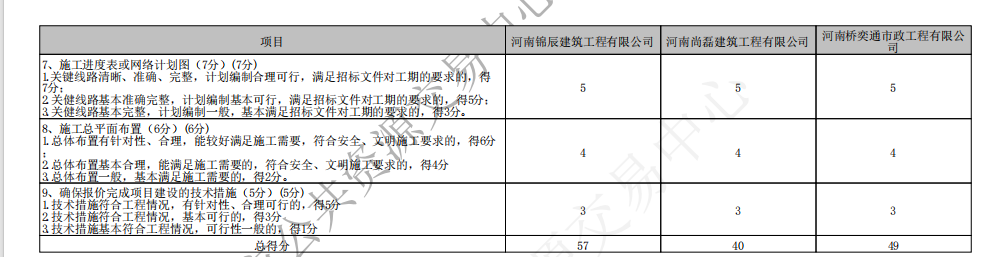 项目 河南锦辰建筑工程有限公司 河南尚磊建筑工程有限公司 河南桥奕通市政工程有限公司
7、施工进度表或网络计划图（7分）(7分)
1.关键线路清晰、准确、完整，计划编制合理可行，满足招标文件对工期的要求的，得
7分；
2.关健线路基本准确完整，计划编制基本可行，满足招标文件对工期的要求的，得5分；
3.关健线路基本完整，计划编制一般，基本满足招标文件对工期的要求的，得3分。
5 5 5
8、施工总平面布置（6分）(6分)
1.总体布置有针对性、合理，能较好满足施工需要，符合安全、文明施工要求的，得6分
；
2.总体布置基本合理，能满足施工需要的，符合安全、文明施工要求的，得4分
3.总体布置一般，基本满足施工需要的，得2分。
4 4 4
9、确保报价完成项目建设的技术措施（5分）(5分)
1.技术措施符合工程情况，有针对性、合理可行的，得5分
2.技术措施符合工程情况，基本可行的，得3分
3.技术措施基本符合工程情况，可行性一般的，得1分
3 3 3
总得分 57 40 49
公共资源交易中心
源交易中心